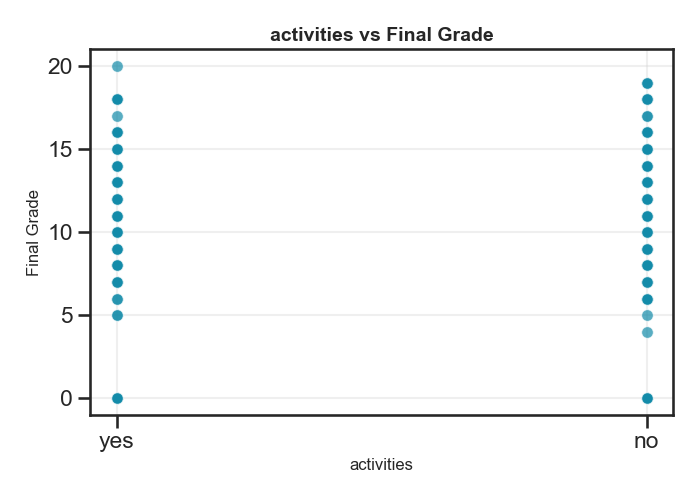 activities vs Final Grade
20
15
10
5
0
Final Grade
yes
no
activities